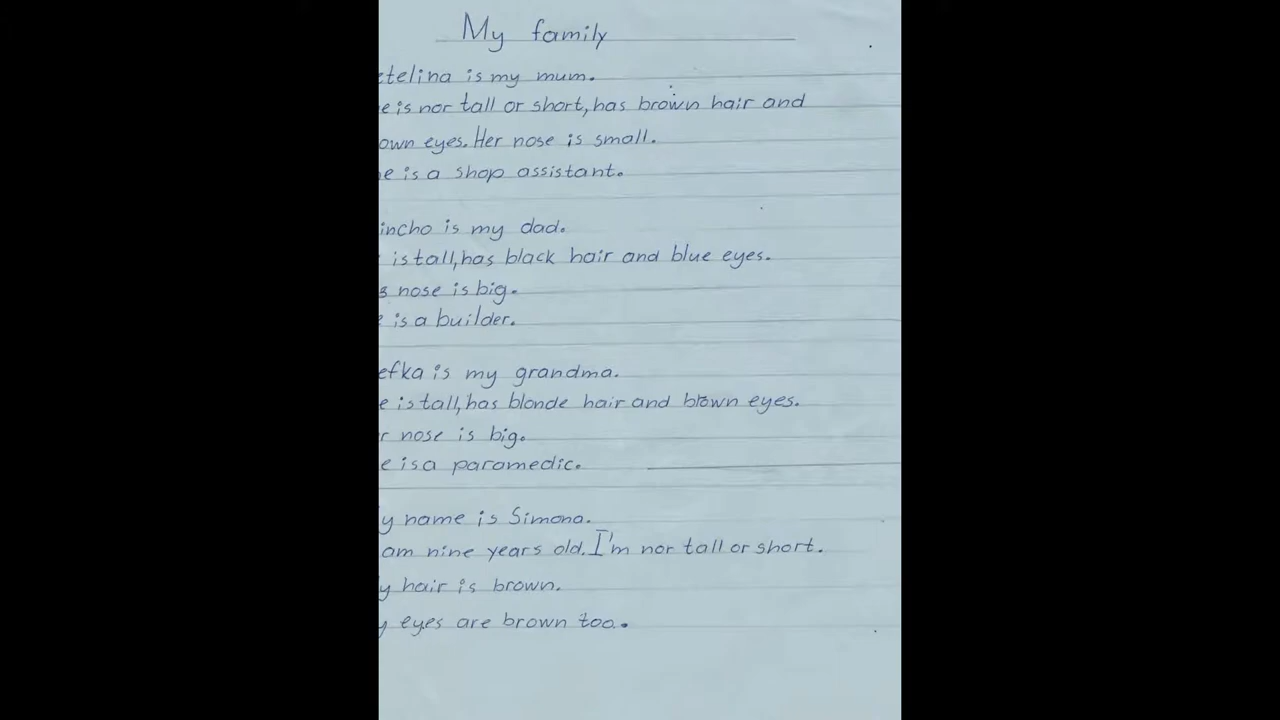 My family
etelina is my mum.
e is nor tall or short, has brown hair and
own eyes. Her nose is small.
e is a shop assistant.
incho is my dad.
is tall, has black hair and blue eyes.
s nose is big.
e is a builder.
efka is my grandma.
e is tall, has blonde hair and brown eyes.
r nose is big.
e is a paramedic.
y name is Simona.
am nine years old. I'm nor tall or short.
y hair is brown.
y eyes are brown too.